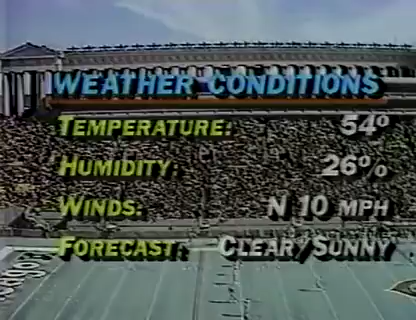 WEATHER CONDITIONS
TEMPERATURE: 54°
HUMIDITY: 26%
WINDS: N 10 MPH
FORECAST: CLEAR/SUNNY